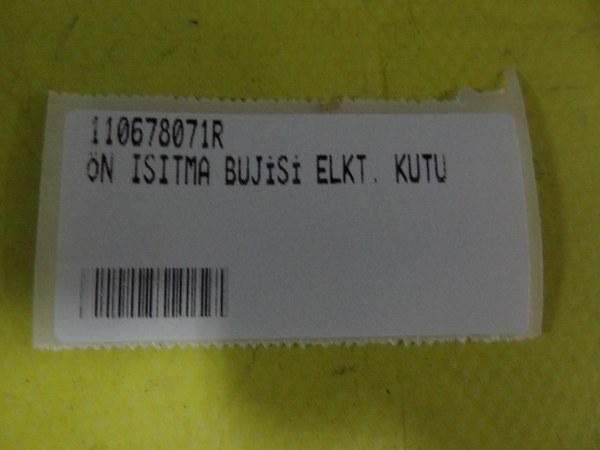 110678071R
ÖN ISITMA BUJİSİ ELKT. KUTU